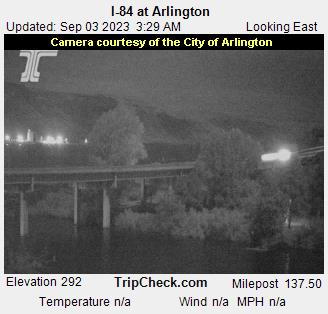 I-84 at Arlington
Updated: Sep 03 2023 3:29 AM Looking East
Camera courtesy of the City of Arlington
Elevation 292 TripCheck.com Milepost 137.50
Temperature n/a Wind n/a MPH n/a